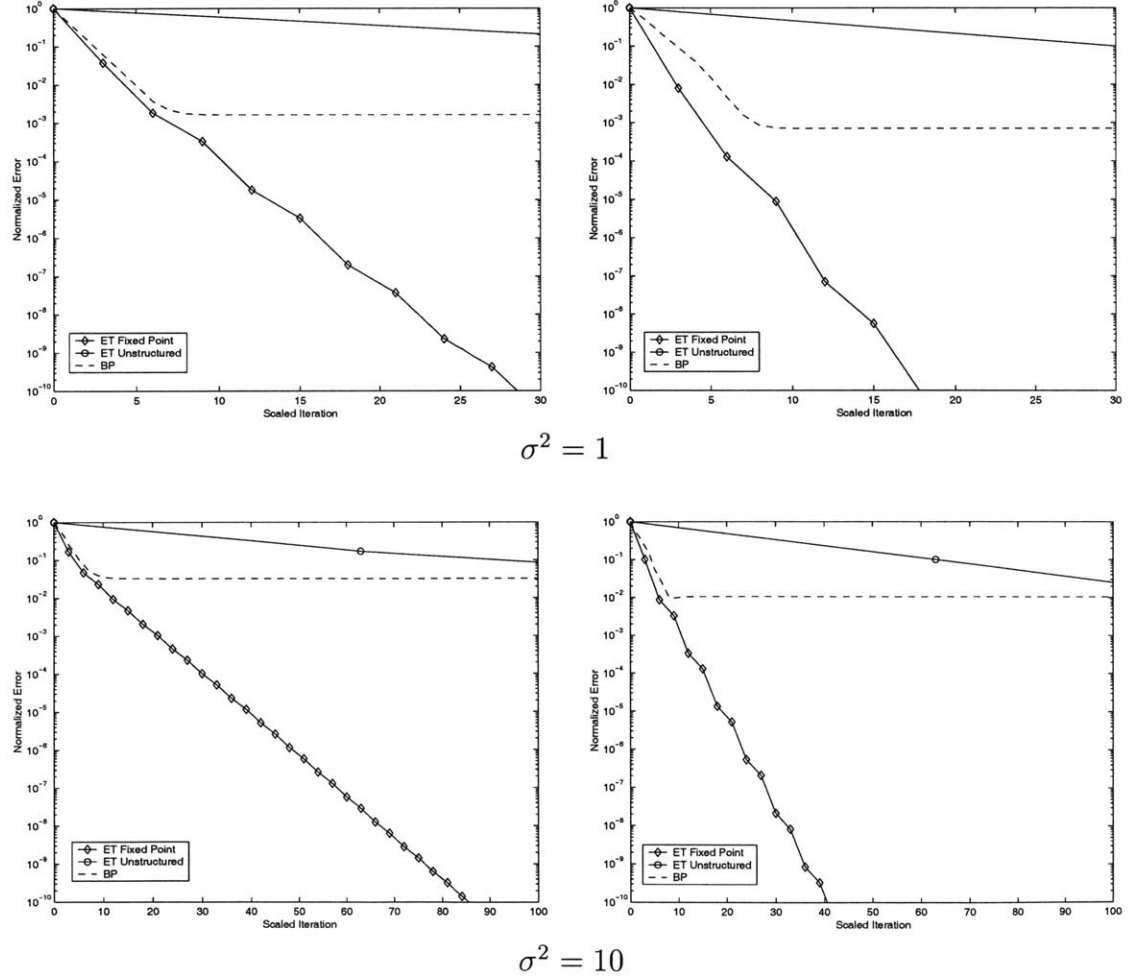 10^0
10^-1
10^-2
10^-3
10^-4
10^-5
10^-6
10^-7
10^-8
10^-9
10^-10
Normalized Error
ET Fixed Point
ET Unstructured
BP
0 5 10 15 20 25 30
Scaled Iteration
10^0
10^-1
10^-2
10^-3
10^-4
10^-5
10^-6
10^-7
10^-8
10^-9
10^-10
Normalized Error
ET Fixed Point
ET Unstructured
BP
0 5 10 15 20 25 30
Scaled Iteration
σ² = 1
10^0
10^-1
10^-2
10^-3
10^-4
10^-5
10^-6
10^-7
10^-8
10^-9
10^-10
Normalized Error
ET Fixed Point
ET Unstructured
BP
0 10 20 30 40 50 60 70 80 90 100
Scaled Iteration
10^0
10^-1
10^-2
10^-3
10^-4
10^-5
10^-6
10^-7
10^-8
10^-9
10^-10
Normalized Error
ET Fixed Point
ET Unstructured
BP
0 10 20 30 40 50 60 70 80 90 100
Scaled Iteration
σ² = 10